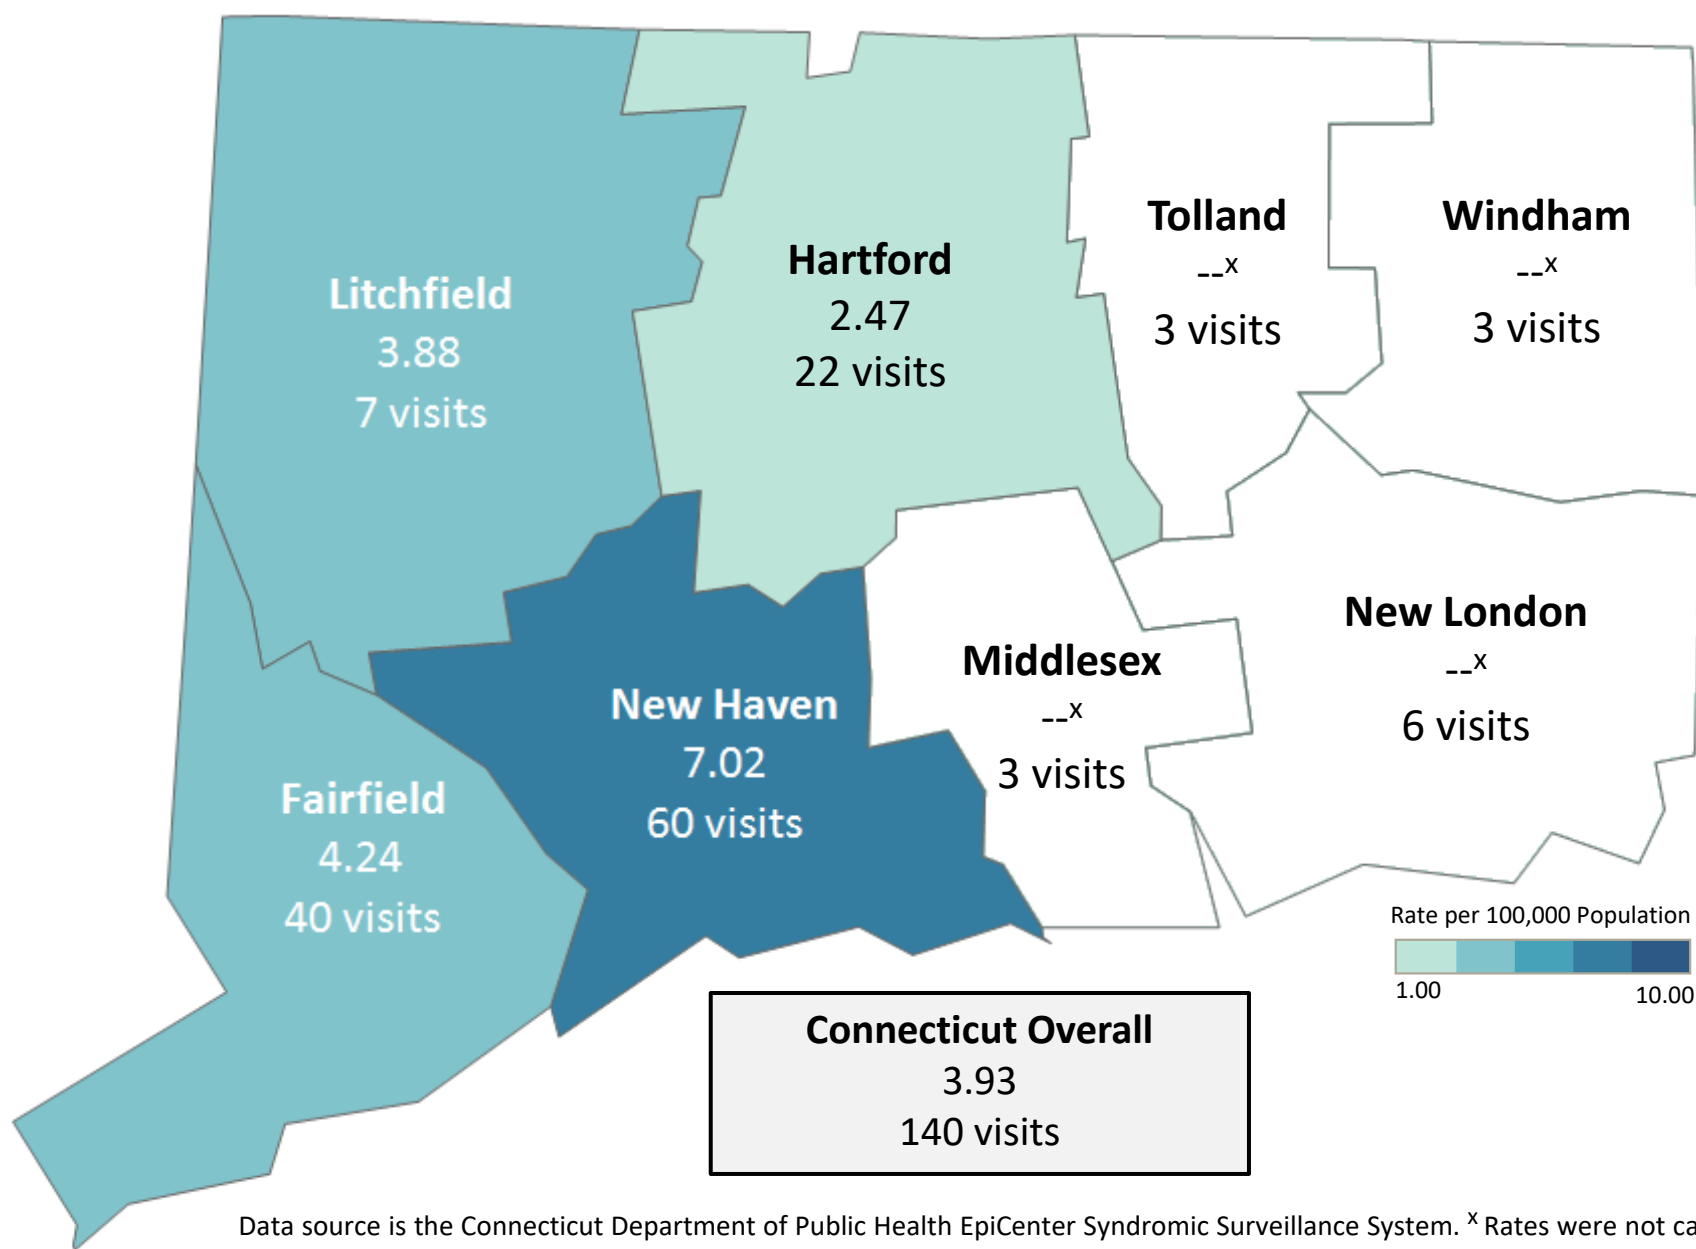 Tolland
--x
3 visits
Windham
--x
3 visits
Hartford
2.47
22 visits
Litchfield
3.88
7 visits
New London
--x
6 visits
Middlesex
--x
3 visits
New Haven
7.02
60 visits
Fairfield
4.24
40 visits
Rate per 100,000 Population
1.00
10.00
Connecticut Overall
3.93
140 visits
Data source is the Connecticut Department of Public Health EpiCenter Syndromic Surveillance System. x Rates were not